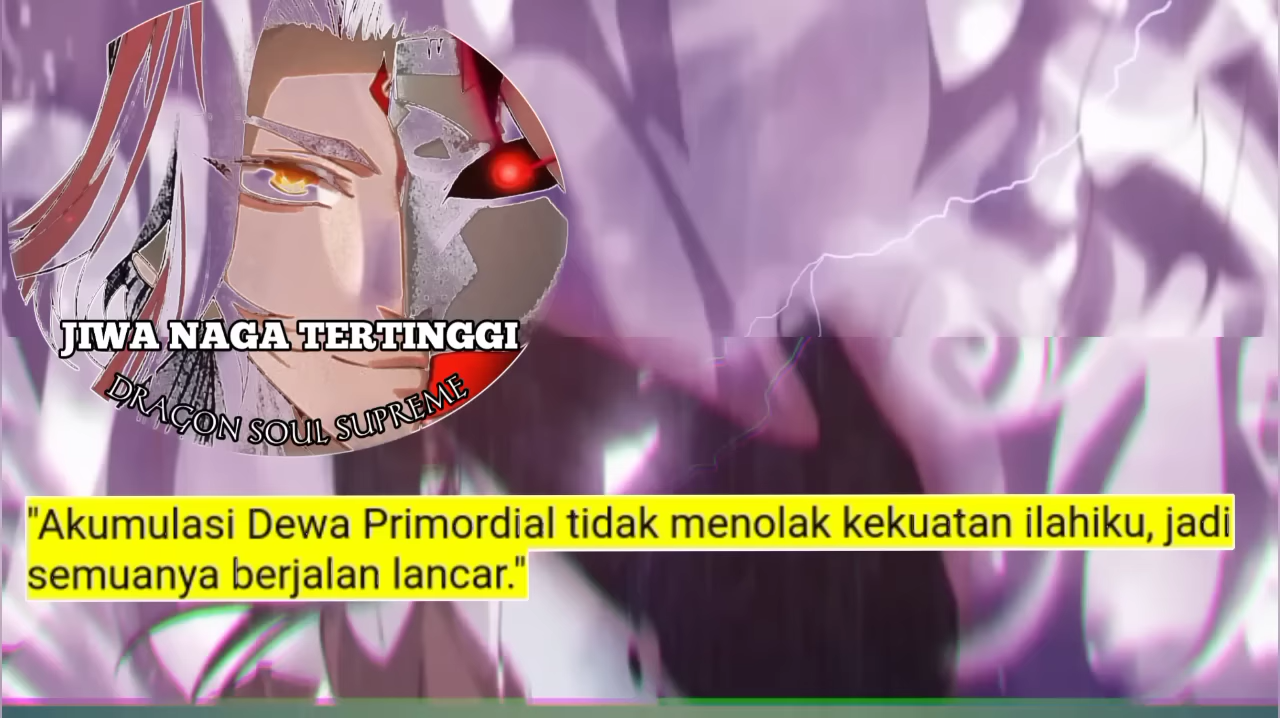 JIWA NAGA TERTINGGI
DRAGON SOUL SUPREME
"Akumulasi Dewa Primordial tidak menolak kekuatan ilahiku, jadi
semuanya berjalan lancar."